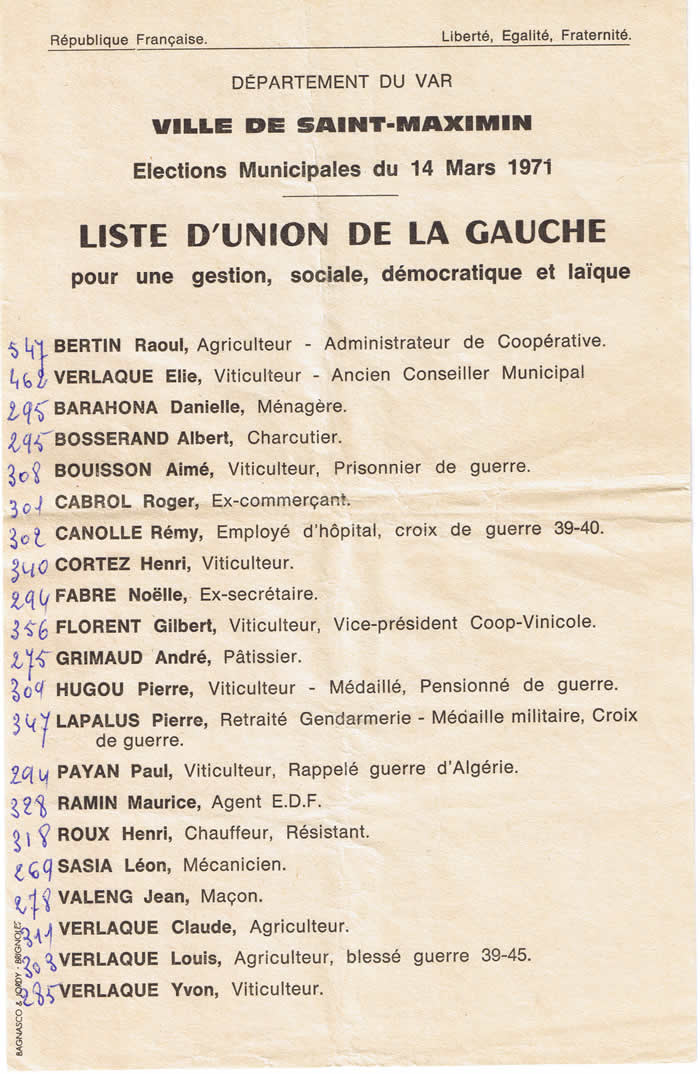 République Française.
Liberté, Egalité, Fraternité.
DÉPARTEMENT DU VAR
VILLE DE SAINT-MAXIMIN
Elections Municipales du 14 Mars 1971
LISTE D'UNION DE LA GAUCHE
pour une gestion, sociale, démocratique et laïque
547 BERTIN Raoul, Agriculteur - Administrateur de Coopérative.
462 VERLAQUE Elie, Viticulteur - Ancien Conseiller Municipal
295 BARAHONA Danielle, Ménagère.
295 BOSSERAND Albert, Charcutier.
308 BOUISSON Aimé, Viticulteur, Prisonnier de guerre.
301 CABROL Roger, Ex-commerçant.
302 CANOLLE Rémy, Employé d'hôpital, croix de guerre 39-40.
340 CORTEZ Henri, Viticulteur.
294 FABRE Noëlle, Ex-secrétaire.
356 FLORENT Gilbert, Viticulteur, Vice-président Coop-Vinicole.
275 GRIMAUD André, Pâtissier.
309 HUGOU Pierre, Viticulteur - Médaillé, Pensionné de guerre.
347 LAPALUS Pierre, Retraité Gendarmerie - Médaille militaire, Croix
de guerre.
294 PAYAN Paul, Viticulteur, Rappelé guerre d'Algérie.
328 RAMIN Maurice, Agent E.D.F.
318 ROUX Henri, Chauffeur, Résistant.
269 SASIA Léon, Mécanicien.
278 VALENG Jean, Maçon.
311 VERLAQUE Claude, Agriculteur.
303 VERLAQUE Louis, Agriculteur, blessé guerre 39-45.
285 VERLAQUE Yvon, Viticulteur.
BAGNASCO & JORDY - BRIGNOLES